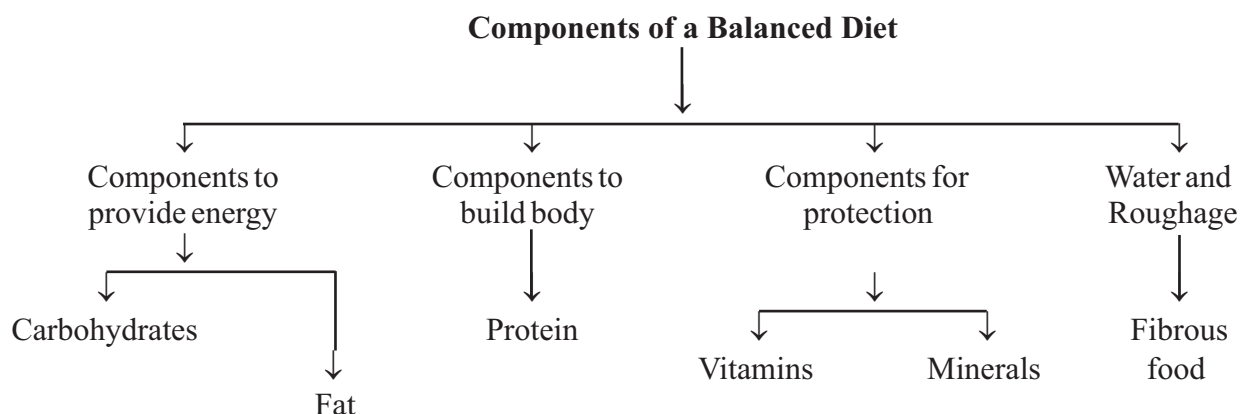 Components of a Balanced Diet
Components to
provide energy
Components to
build body
Components for
protection
Water and
Roughage
Carbohydrates
Fat
Protein
Vitamins
Minerals
Fibrous
food